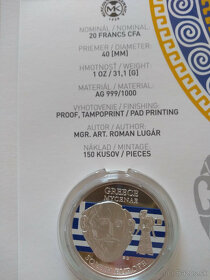 NOMINÁL / NOMINAL:
20 FRANCS CFA
PRIEMER / DIAMETER:
40 [MM]
HMOTNOSŤ / WEIGHT
1 OZ / 31,1 [G]
MATERIÁL / MATERIAL:
AG 999/1000
VYHOTOVENIE / FINISHING:
PROOF, TAMPOPRINT / PAD PRINTING
AUTOR / AUTHOR:
MGR. ART. ROMAN LUGÁR
NÁKLAD / MINTAGE:
150 KUSOV / PIECES
GREECE
MYCENAE